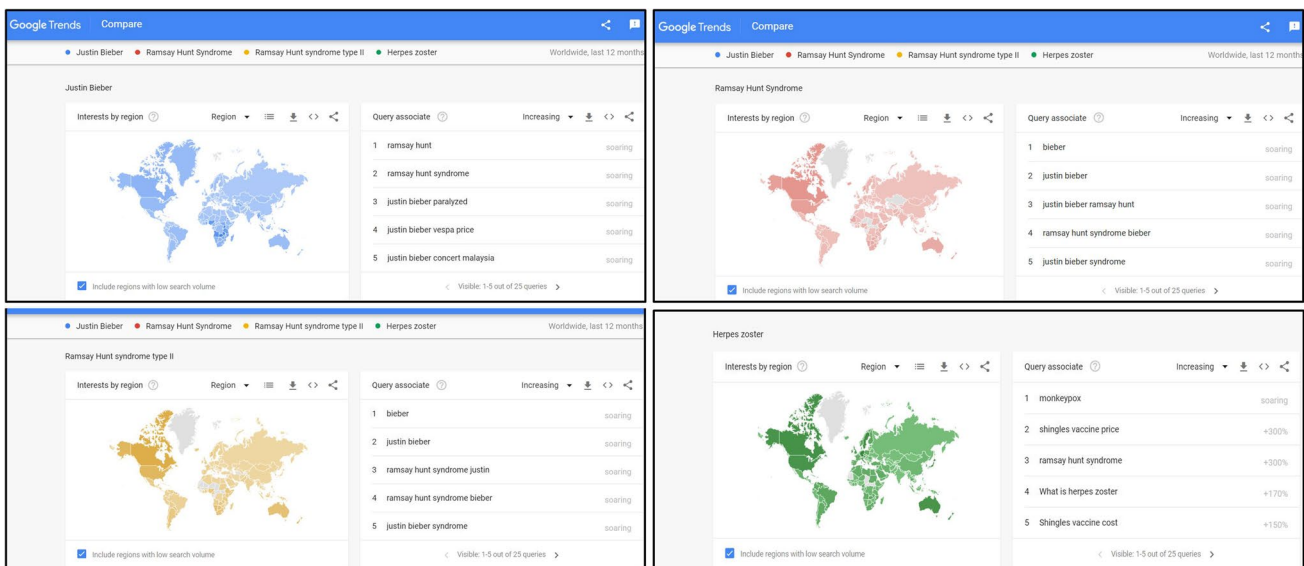 Google Trends Compare
Justin Bieber Ramsay Hunt Syndrome Ramsay Hunt syndrome type II Herpes zoster Worldwide, last 12 months
Justin Bieber
Interests by region Region
Query associate Increasing
1 ramsay hunt soaring
2 ramsay hunt syndrome soaring
3 justin bieber paralyzed soaring
4 justin bieber vespa price soaring
5 justin bieber concert malaysia soaring
Include regions with low search volume
Visible: 1-5 out of 25 queries
Google Trends Compare
Justin Bieber Ramsay Hunt Syndrome Ramsay Hunt syndrome type II Herpes zoster Worldwide, last 12 months
Ramsay Hunt Syndrome
Interests by region Region
Query associate Increasing
1 bieber soaring
2 justin bieber soaring
3 justin bieber ramsay hunt soaring
4 ramsay hunt syndrome bieber soaring
5 justin bieber syndrome soaring
Include regions with low search volume
Visible: 1-5 out of 25 queries
Justin Bieber Ramsay Hunt Syndrome Ramsay Hunt syndrome type II Herpes zoster Worldwide, last 12 months
Ramsay Hunt syndrome type II
Interests by region Region
Query associate Increasing
1 bieber soaring
2 justin bieber soaring
3 ramsay hunt syndrome justin soaring
4 ramsay hunt syndrome bieber soaring
5 justin bieber syndrome soaring
Include regions with low search volume
Visible: 1-5 out of 25 queries
Herpes zoster
Interests by region Region
Query associate Increasing
1 monkeypox soaring
2 shingles vaccine price +300%
3 ramsay hunt syndrome +300%
4 What is herpes zoster +170%
5 Shingles vaccine cost +150%
Include regions with low search volume
Visible: 1-5 out of 25 queries